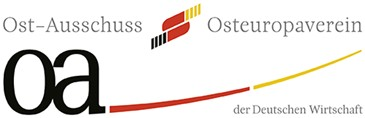 Ost-Ausschuss Osteuropaverein
oa
der Deutschen Wirtschaft